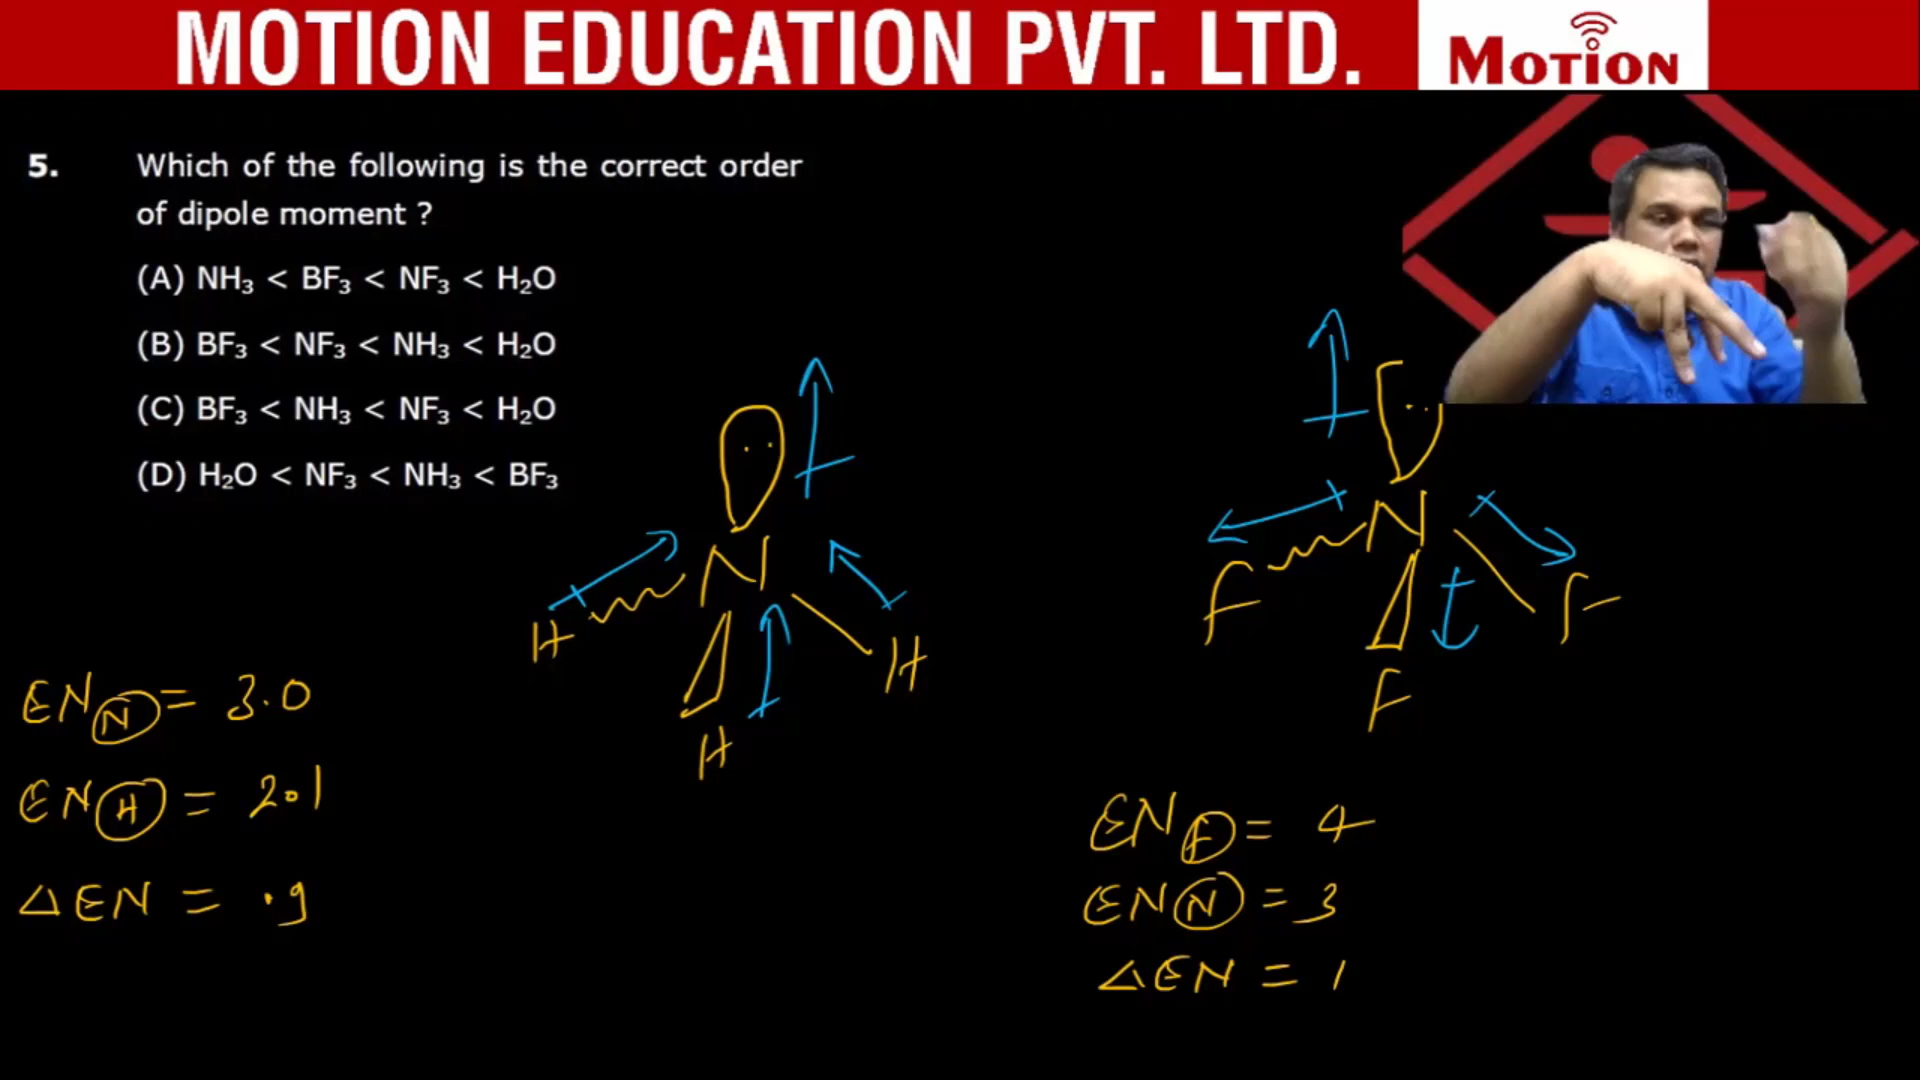 MOTION EDUCATION PVT. LTD.
MOTION
5. Which of the following is the correct order
of dipole moment ?
(A) NH₃ < BF₃ < NF₃ < H₂O
(B) BF₃ < NF₃ < NH₃ < H₂O
(C) BF₃ < NH₃ < NF₃ < H₂O
(D) H₂O < NF₃ < NH₃ < BF₃
N
H
H
H
N
F
F
F
EN N = 3.0
EN H = 2.1
Δ EN = .9
EN F = 4
EN N = 3
Δ EN = 1